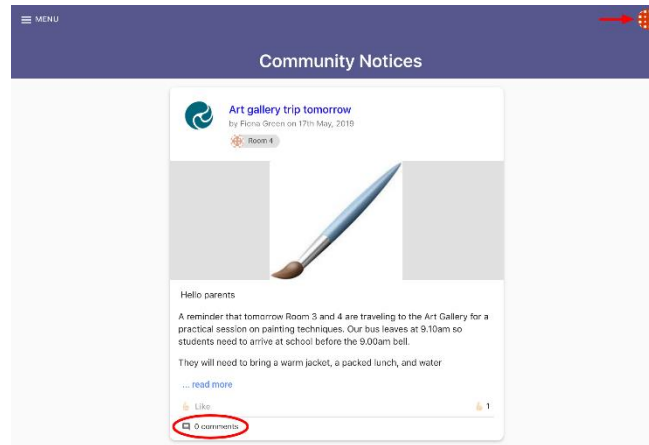 MENU
Community Notices
Art gallery trip tomorrow
by Fiona Green on 17th May, 2019
Room 4
Hello parents
A reminder that tomorrow Room 3 and 4 are traveling to the Art Gallery for a
practical session on painting techniques. Our bus leaves at 9.10am so
students need to arrive at school before the 9.00am bell.
They will need to bring a warm jacket, a packed lunch, and water
... read more
Like
1
0 comments